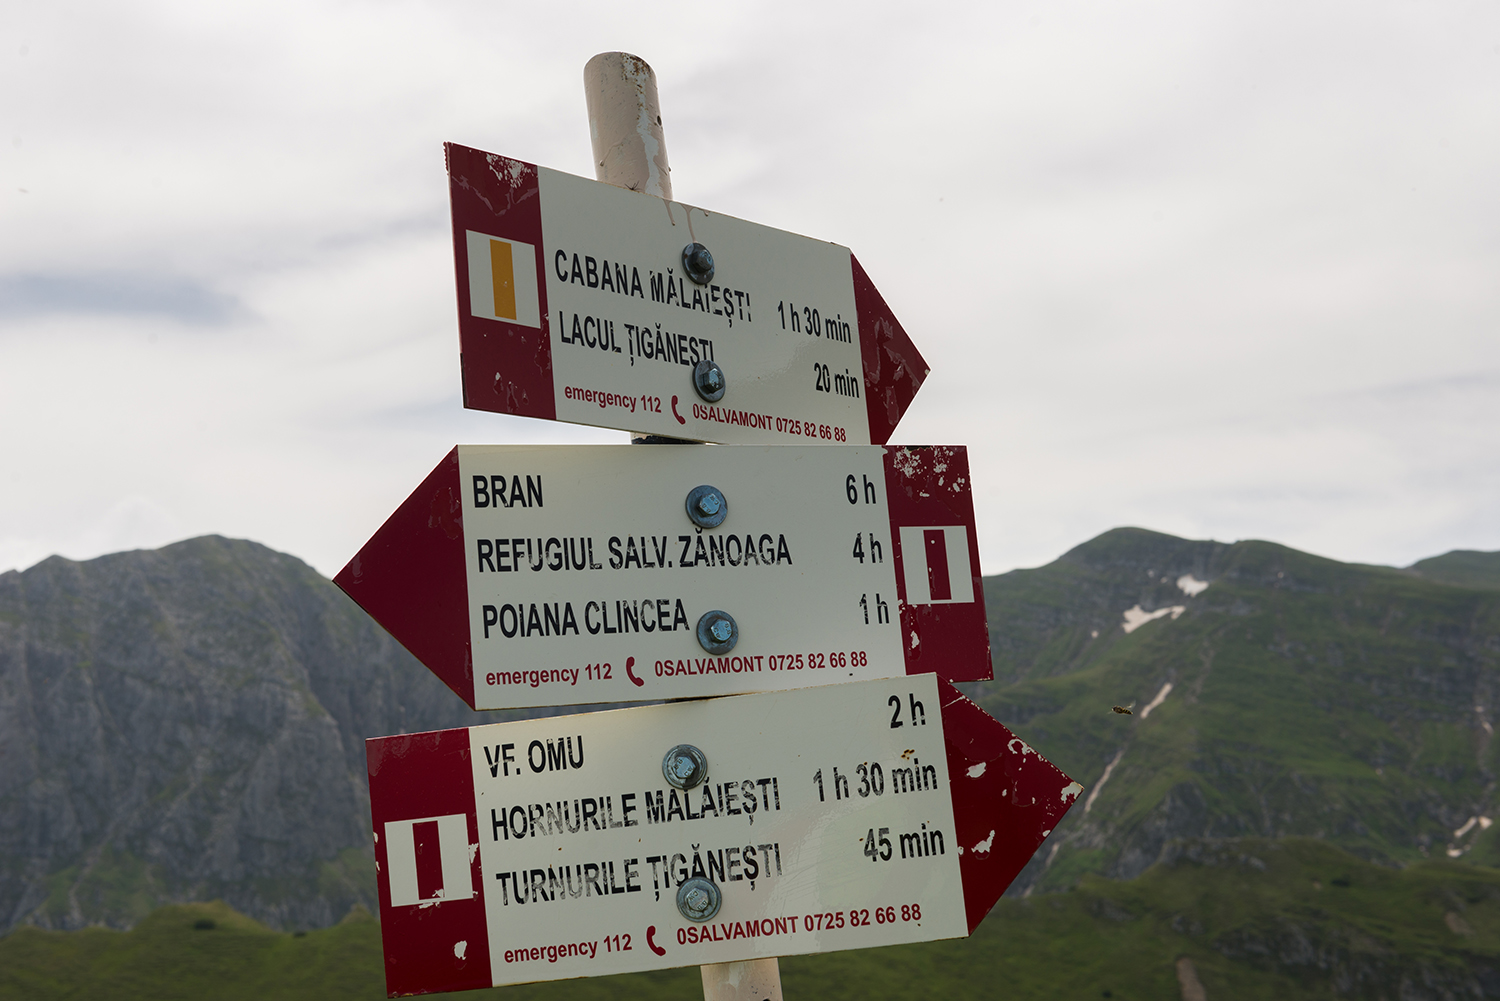 CABANA MĂLĂIEȘTI 1 h 30 min
LACUL ȚIGĂNEȘTI 20 min
emergency 112 0SALVAMONT 0725 82 66 88
BRAN 6 h
REFUGIUL SALV. ZĂNOAGA 4 h
POIANA CLINCEA 1 h
emergency 112 0SALVAMONT 0725 82 66 88
VF. OMU 2 h
HORNURILE MĂLĂIEȘTI 1 h 30 min
TURNURILE ȚIGĂNEȘTI 45 min
emergency 112 0SALVAMONT 0725 82 66 88